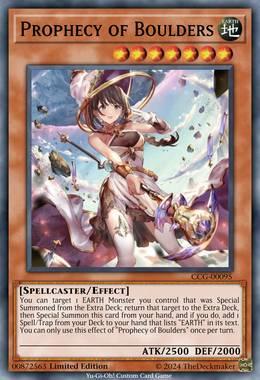 PROPHECY OF BOULDERS
EARTH
地
CCG-00095
[SPELLCASTER/EFFECT]
You can target 1 EARTH Monster you control that was Special
Summoned from the Extra Deck; return that target to the Extra Deck,
then Special Summon this card from your hand, and if you do, add 1
Spell/Trap from your Deck to your hand that lists "EARTH" in its text.
You can only use this effect of "Prophecy of Boulders" once per turn.
ATK/2500 DEF/2000
00872563 Limited Edition
© 2024 TheDeckmaker
Yu-Gi-Oh! Custom Card Game